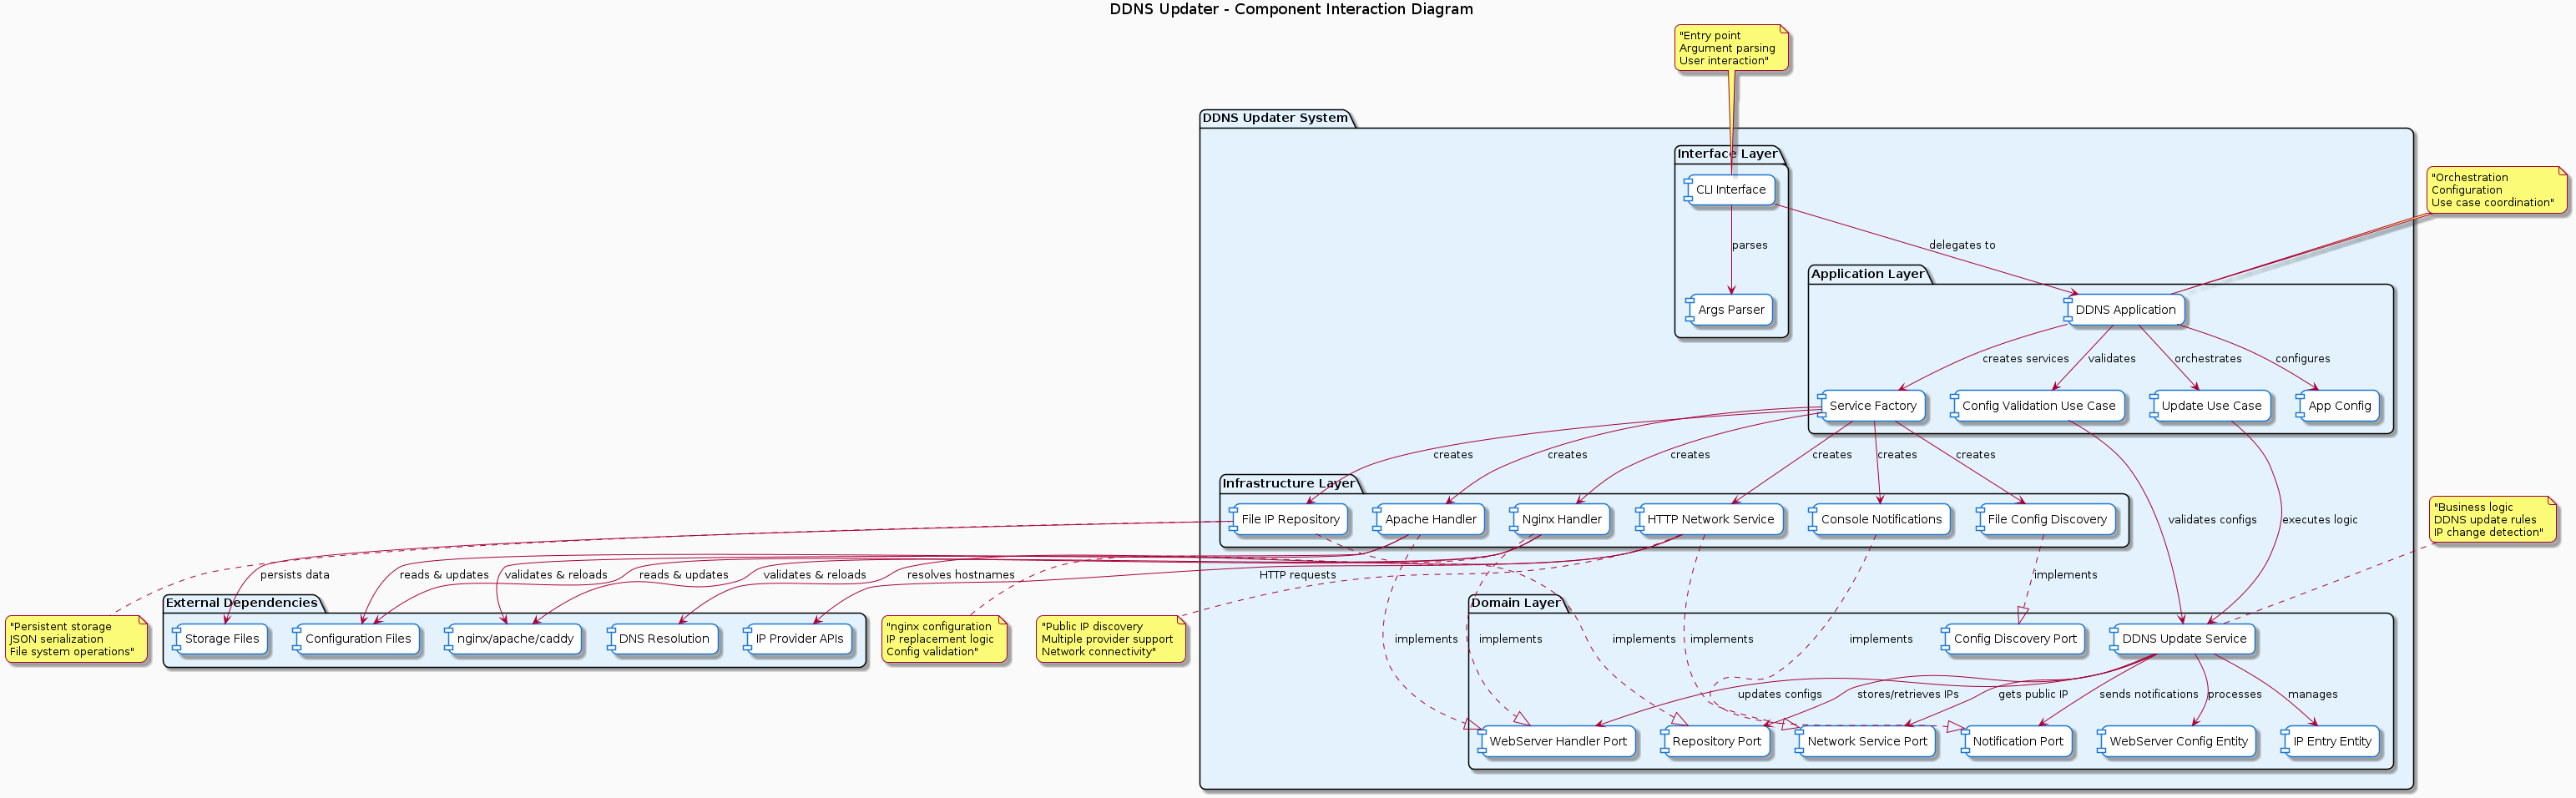 DDNS Updater - Component Interaction Diagram
"Entry point
Argument parsing
User interaction"
DDNS Updater System
Interface Layer
CLI Interface
"Orchestration
Configuration
Use case coordination"
parses
delegates to
Application Layer
Args Parser
DDNS Application
creates services
validates
orchestrates
configures
Service Factory
Config Validation Use Case
Update Use Case
App Config
creates
creates
creates
creates
creates
creates
Infrastructure Layer
File IP Repository
Apache Handler
Nginx Handler
HTTP Network Service
Console Notifications
File Config Discovery
validates configs
executes logic
"Business logic
DDNS update rules
IP change detection"
persists data
reads & updates
validates & reloads
reads & updates
validates & reloads
resolves hostnames
HTTP requests
implements
External Dependencies
Domain Layer
"Persistent storage
JSON serialization
File system operations"
Storage Files
Configuration Files
nginx/apache/caddy
DNS Resolution
IP Provider APIs
"nginx configuration
IP replacement logic
Config validation"
"Public IP discovery
Multiple provider support
Network connectivity"
implements
implements
implements
implements
implements
Config Discovery Port
DDNS Update Service
updates configs
stores/retrieves IPs
gets public IP
sends notifications
processes
manages
WebServer Handler Port
Repository Port
Network Service Port
Notification Port
WebServer Config Entity
IP Entry Entity